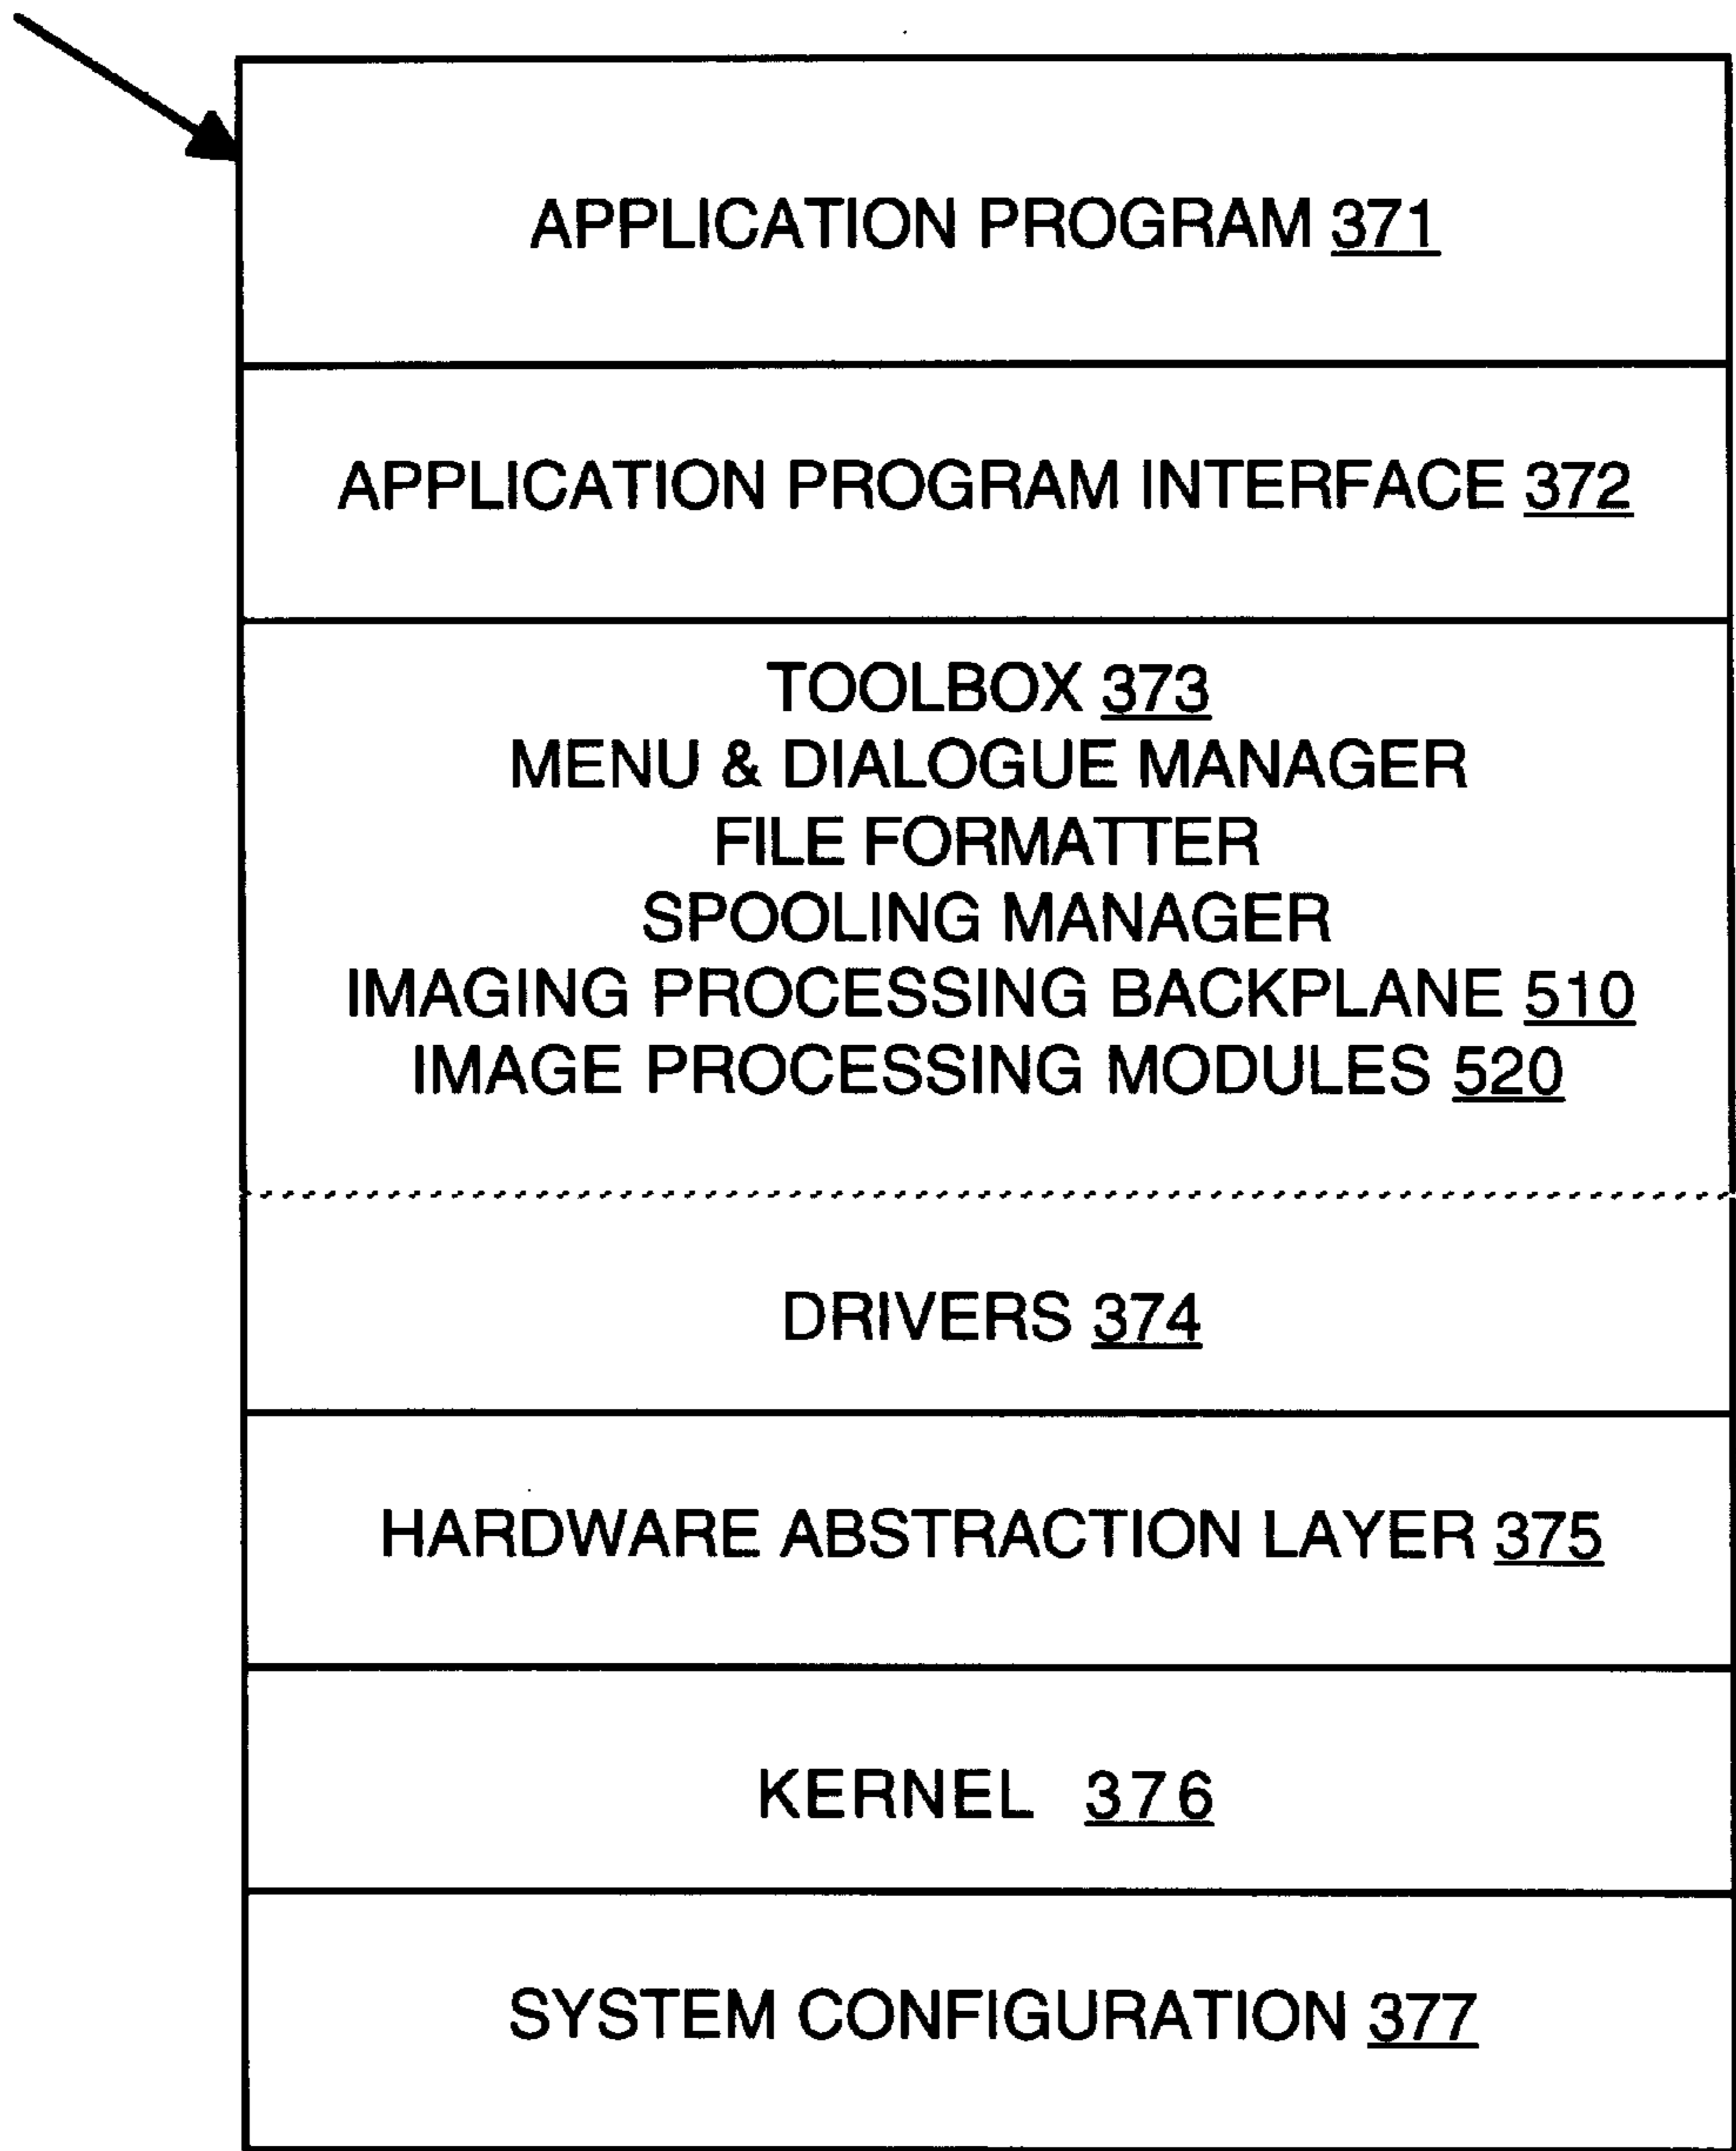 APPLICATION PROGRAM 371
APPLICATION PROGRAM INTERFACE 372
TOOLBOX 373
MENU & DIALOGUE MANAGER
FILE FORMATTER
SPOOLING MANAGER
IMAGING PROCESSING BACKPLANE 510
IMAGE PROCESSING MODULES 520
DRIVERS 374
HARDWARE ABSTRACTION LAYER 375
KERNEL 376
SYSTEM CONFIGURATION 377